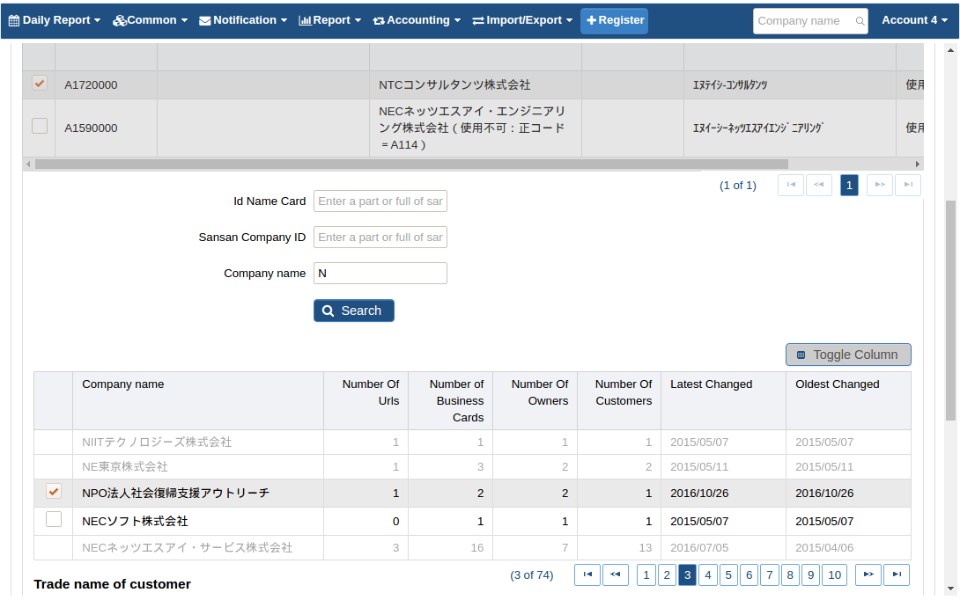 Daily Report Common Notification Report Accounting Import/Export Register Company name Account 4
A1720000 NTCコンサルタンツ株式会社 ｴﾇﾃｲｼｰｺﾝｻﾙﾀﾝﾂ 使用
NECネッツエスアイ・エンジニアリ
A1590000 ング株式会社（使用不可：正コード ｴﾇｲｰｼｰﾈｯﾂｴｽｱｲｴﾝｼﾞﾆｱﾘﾝｸﾞ 使用
= A114 )
(1 of 1) 1
Id Name Card Enter a part or full of sar
Sansan Company ID Enter a part or full of sar
Company name N
Search
Toggle Column
Company name Number Of Urls Number of Business Cards Number Of Owners Number Of Customers Latest Changed Oldest Changed
NIITテクノロジーズ株式会社 1 1 1 1 2015/05/07 2015/05/07
NE東京株式会社 1 3 2 2 2015/05/11 2015/05/11
NPO法人社会復帰支援アウトリーチ 1 2 2 1 2016/10/26 2016/10/26
NECソフト株式会社 0 1 1 1 2015/05/07 2015/05/07
NECネッツエスアイ・サービス株式会社 3 16 7 13 2016/07/05 2015/04/06
(3 of 74) 1 2 3 4 5 6 7 8 9 10
Trade name of customer